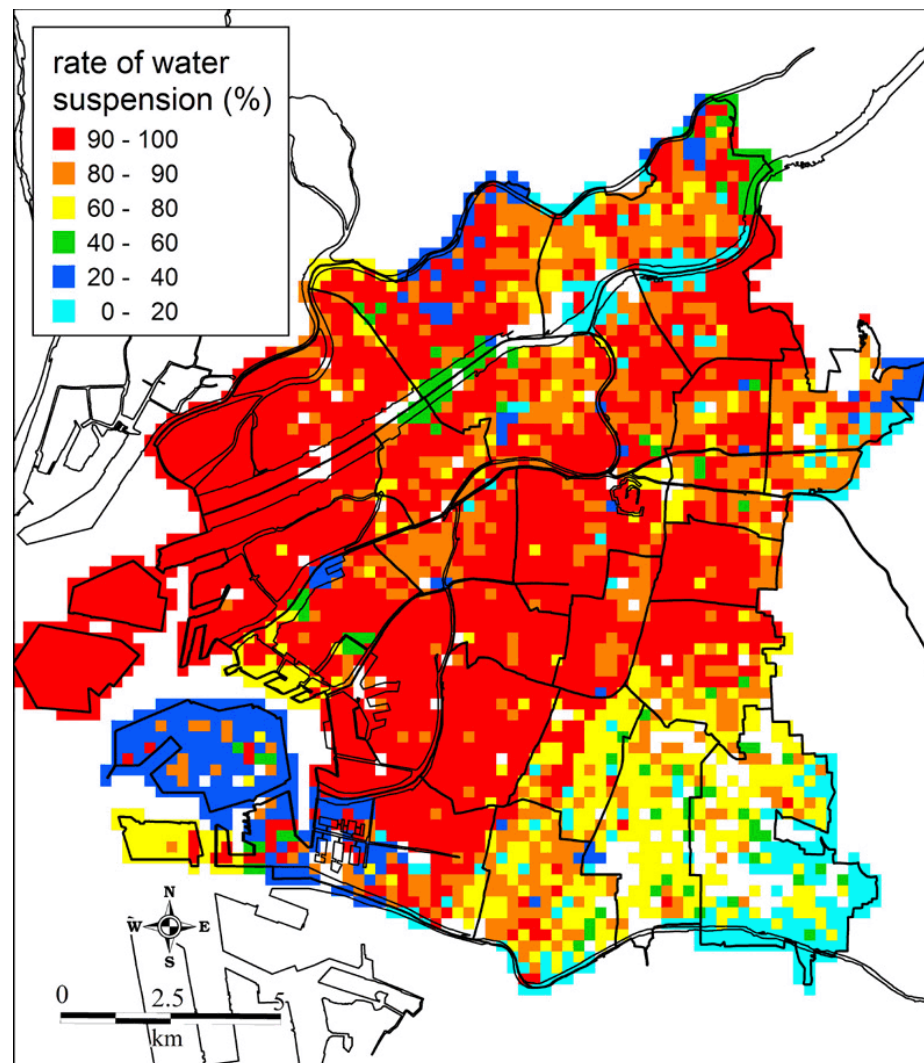 rate of water
suspension (%)
90 - 100
80 - 90
60 - 80
40 - 60
20 - 40
0 - 20
N
W E
S
0 2.5 5
km